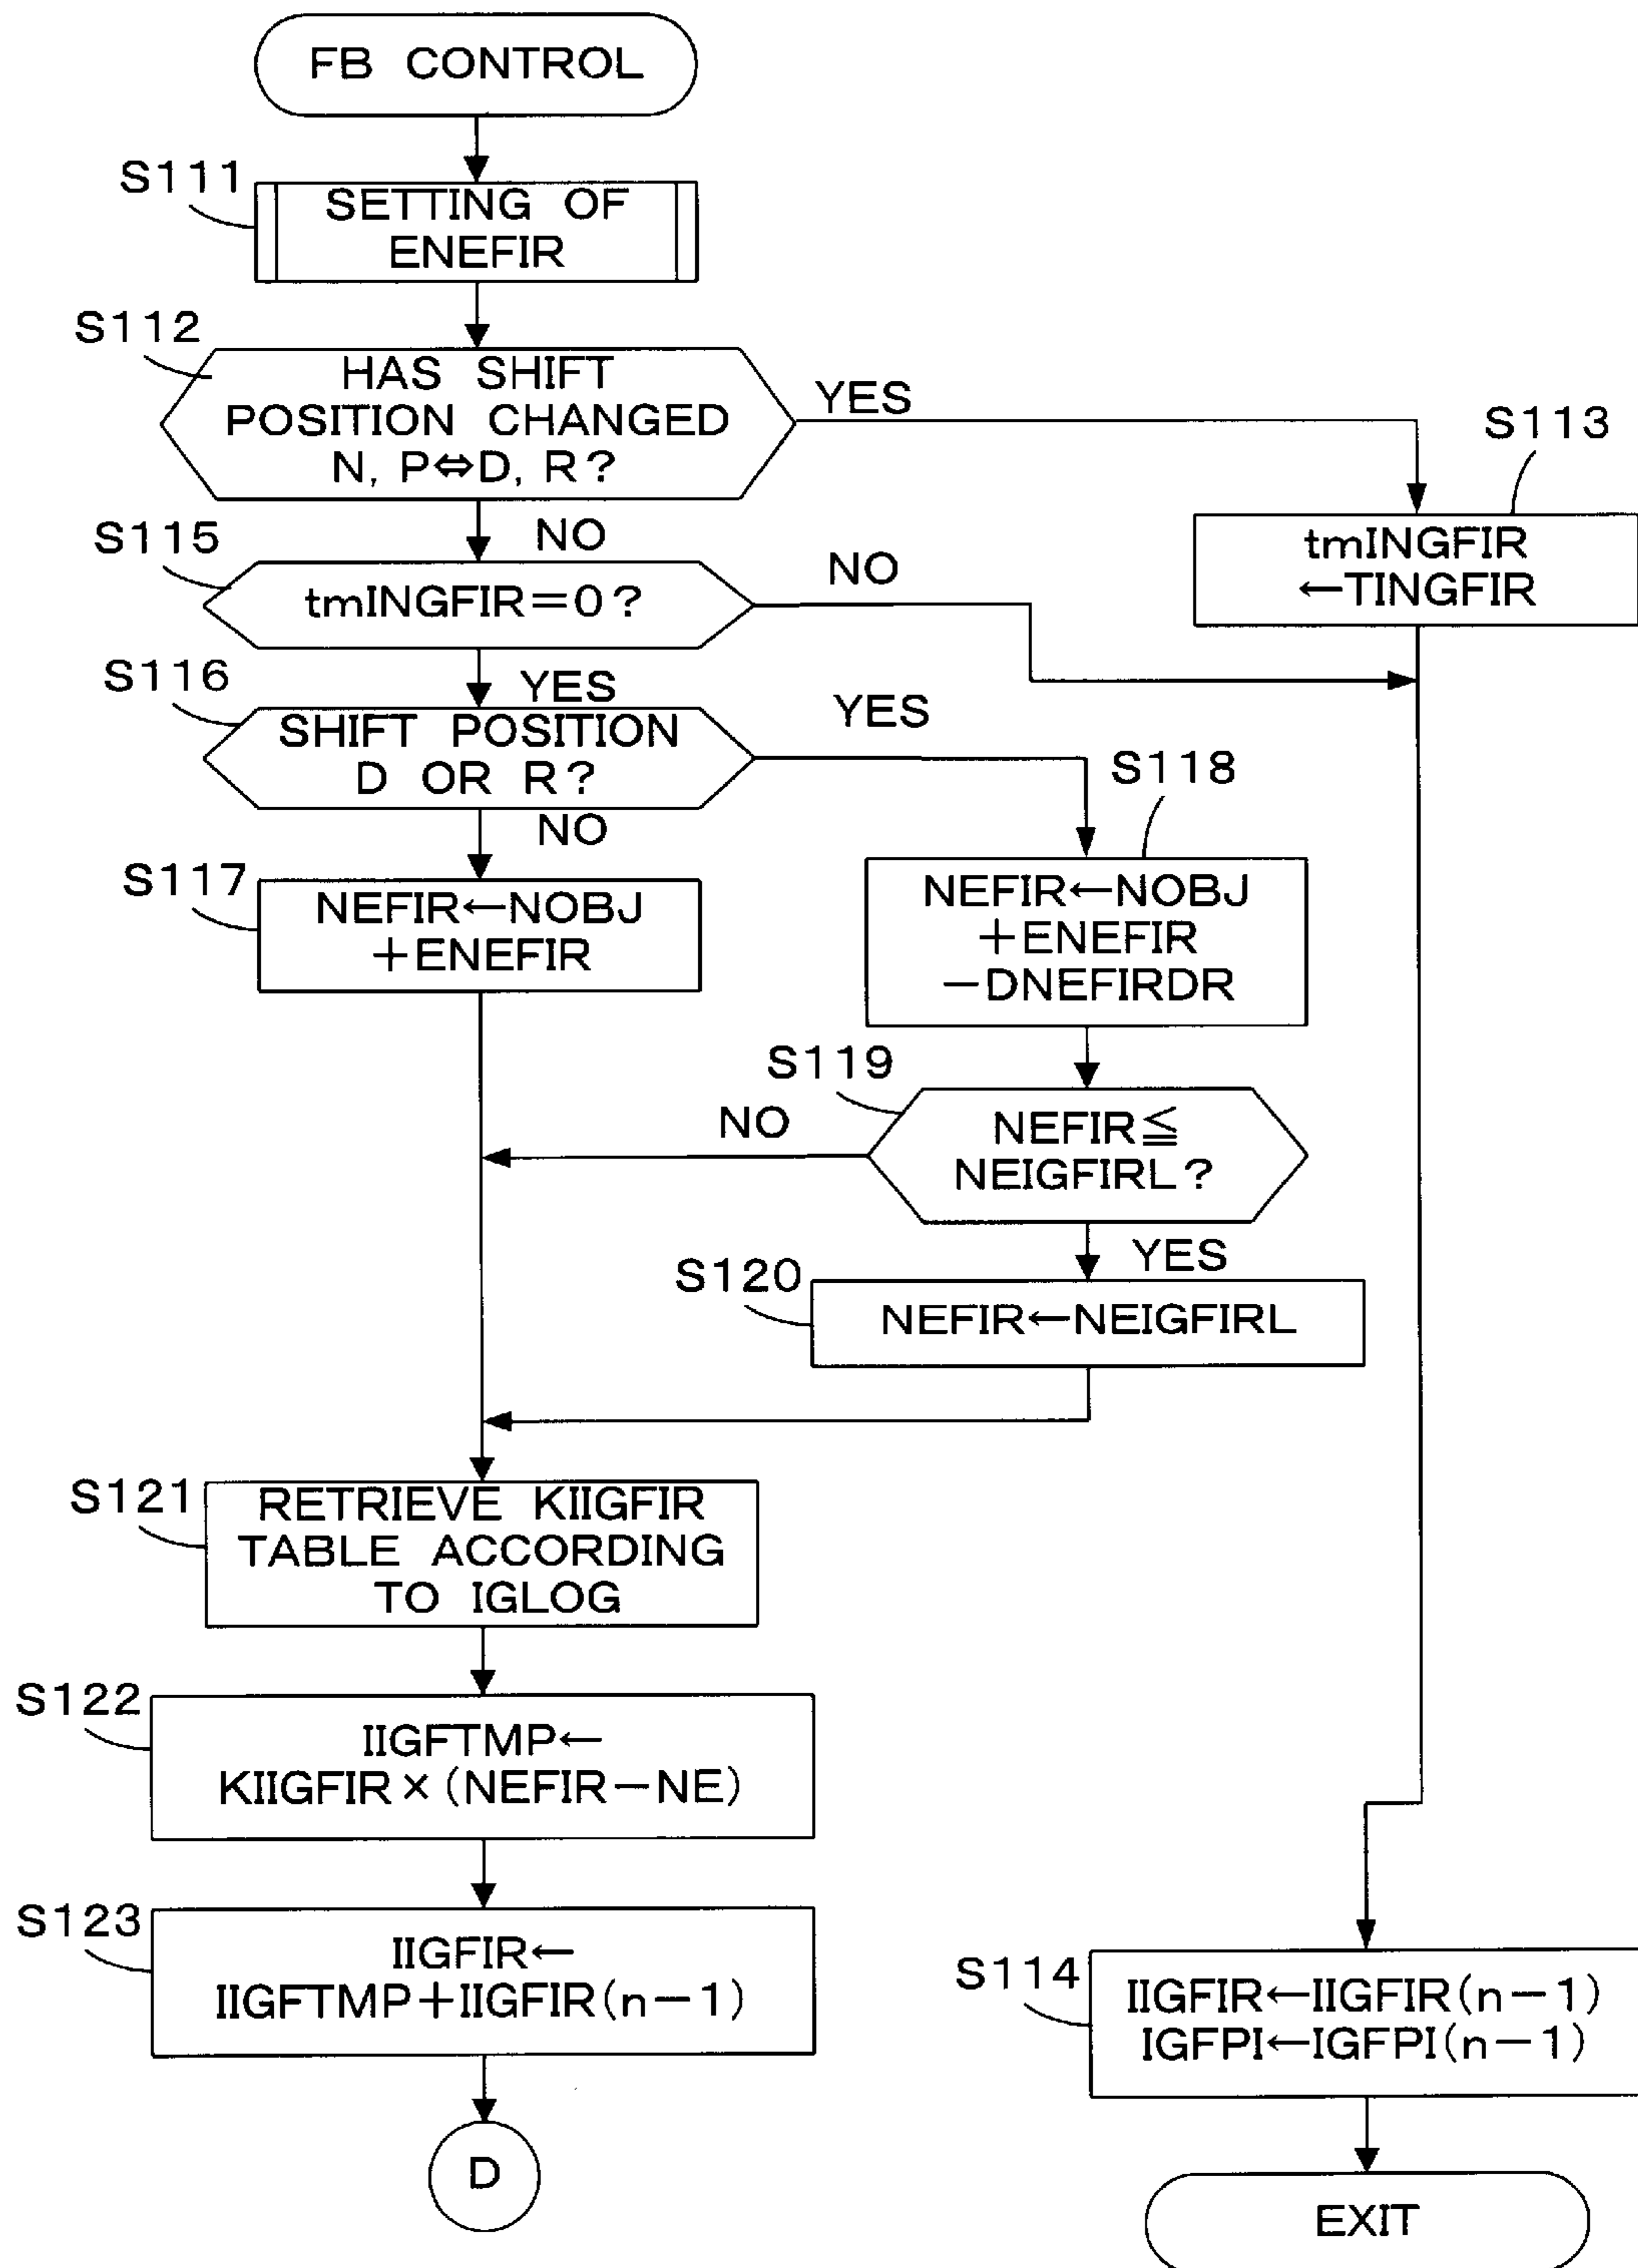 FB CONTROL
S111
SETTING OF
ENEFIR
S112
HAS SHIFT
POSITION CHANGED
N, P⇔D, R?
YES
S113
tmINGFIR
←TINGFIR
NO
S115
tmINGFIR=0?
NO
YES
S116
SHIFT POSITION
D OR R?
YES
NO
S117
NEFIR←NOBJ
+ENEFIR
S118
NEFIR←NOBJ
+ENEFIR
−DNEFIRDR
S119
NEFIR≦
NEIGFIRL?
NO
YES
S120
NEFIR←NEIGFIRL
S121
RETRIEVE KIIGFIR
TABLE ACCORDING
TO IGLOG
S122
IIGFTMP←
KIIGFIR×(NEFIR−NE)
S123
IIGFIR←
IIGFTMP+IIGFIR(n−1)
D
S114
IIGFIR←IIGFIR(n−1)
IGFPI←IGFPI(n−1)
EXIT